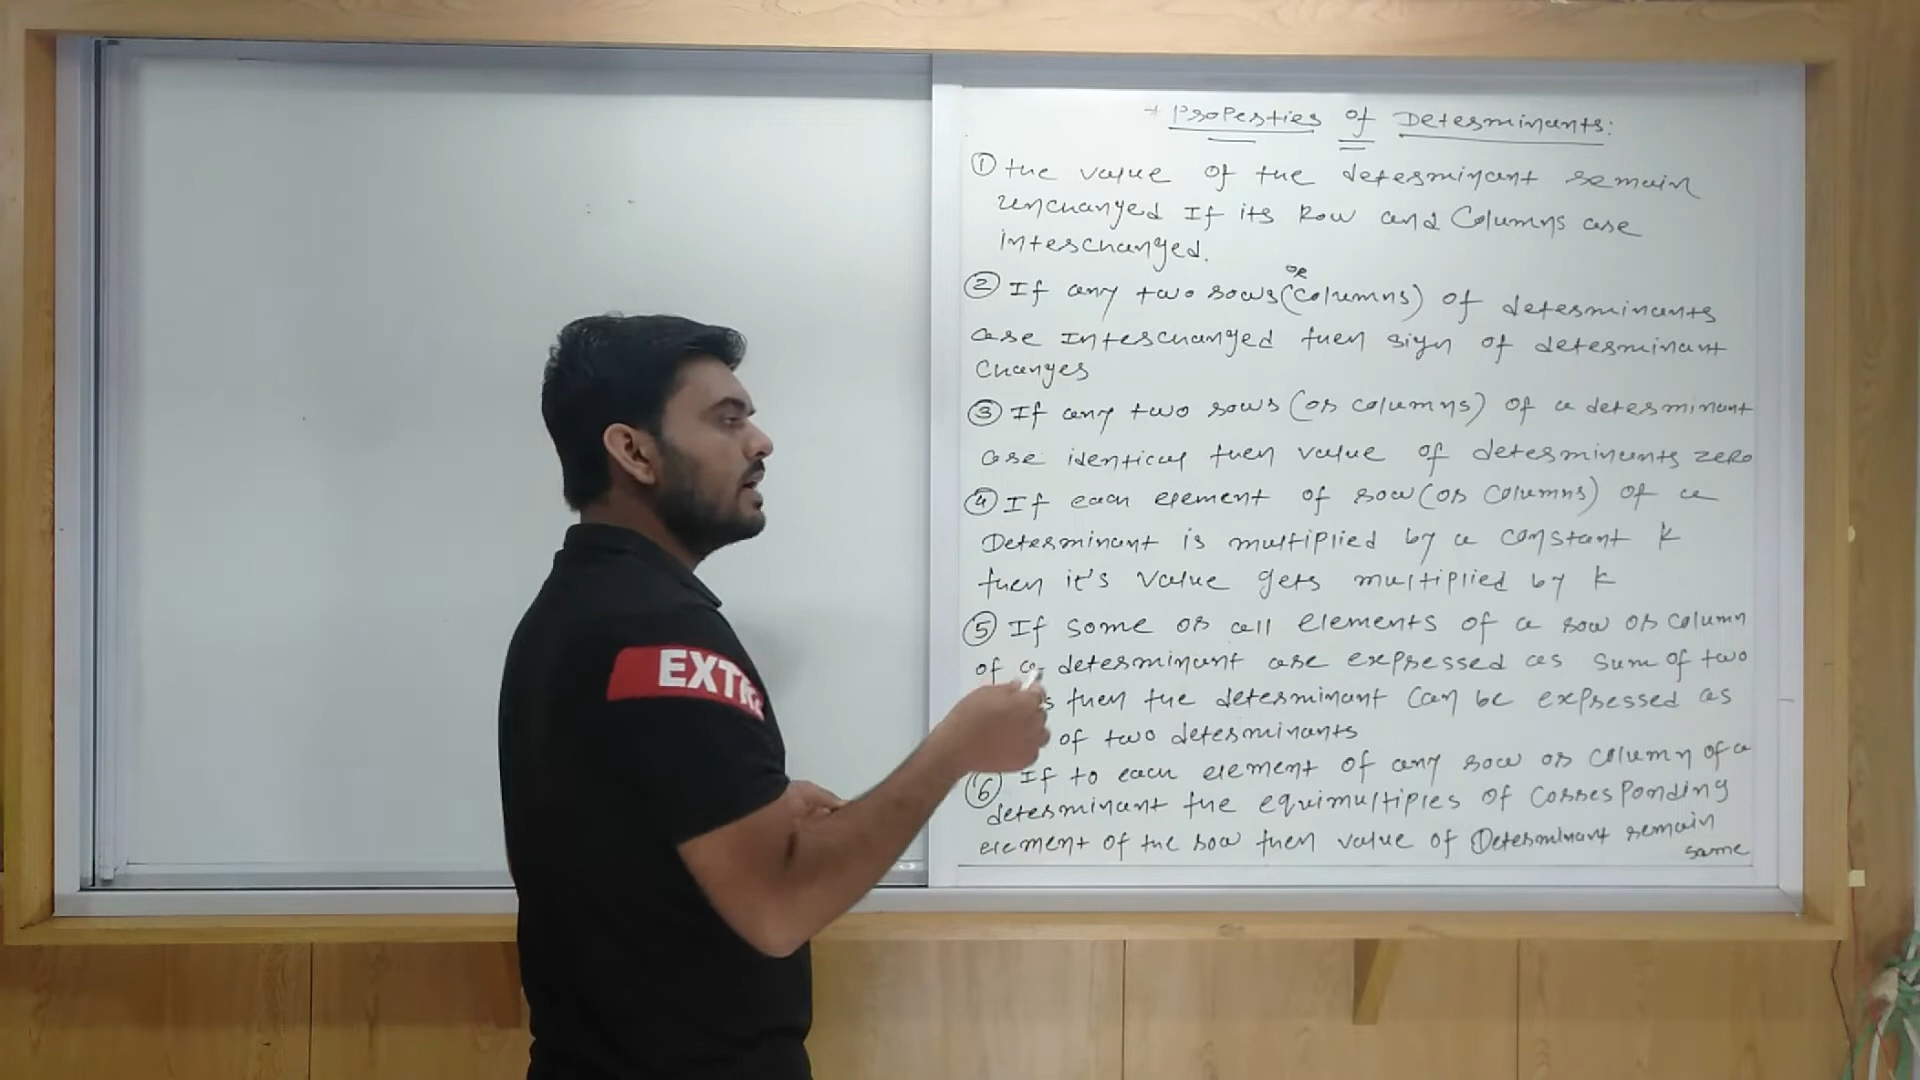 Properties of Determinants:
① the value of the determinant remain
unchanged If its Row and Columns are
interchanged.
or
② If any two rows (columns) of determinants
are Interchanged then sign of determinant
changes
③ If any two rows (or columns) of a determinant
are identical then value of determinants zero
④ If each element of row (or columns) of a
Determinant is multiplied by a constant k
then it's value gets multiplied by k
⑤ If some or all elements of a row or column
of a determinant are expressed as sum of two
then the determinant can be expressed as
of two determinants
⑥ If to each element of any row or column of a
determinant the equimultiples of corresponding
element of the row then value of Determinant remain
same
EXTR